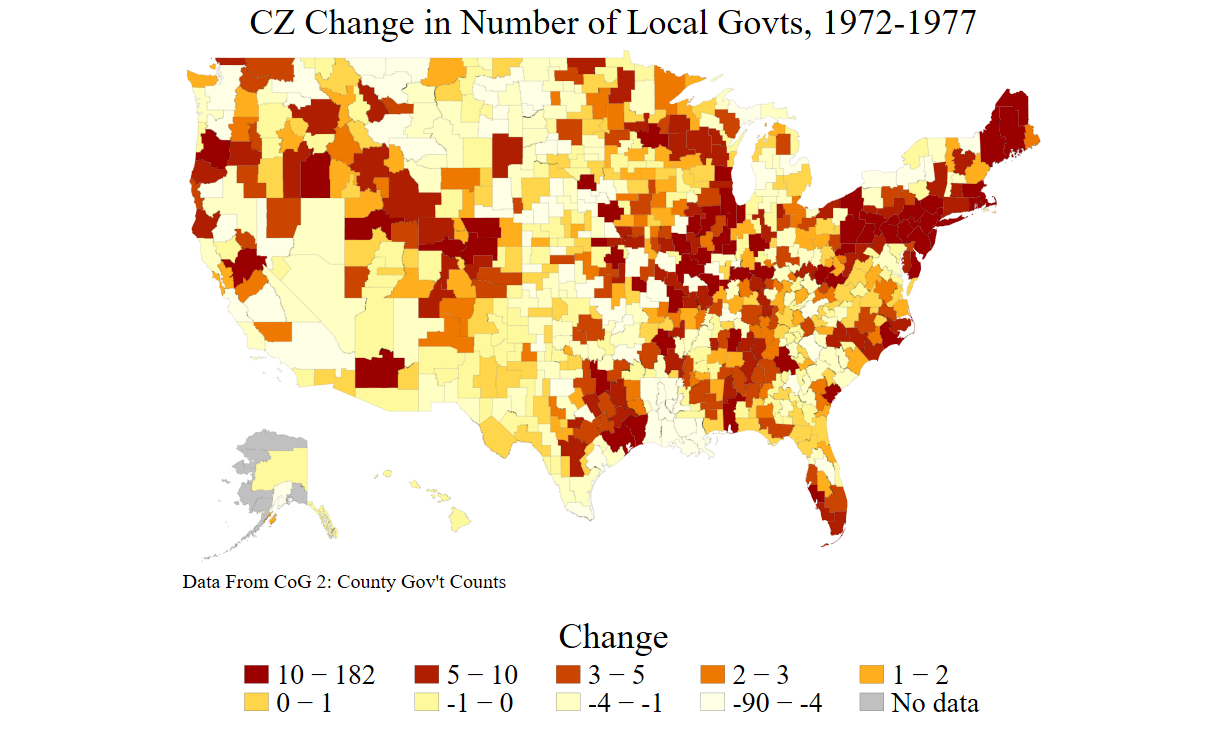 CZ Change in Number of Local Govts, 1972-1977
Data From CoG 2: County Gov't Counts
Change
10 − 182 5 − 10 3 − 5 2 − 3 1 − 2
0 − 1 -1 − 0 -4 − -1 -90 − -4 No data